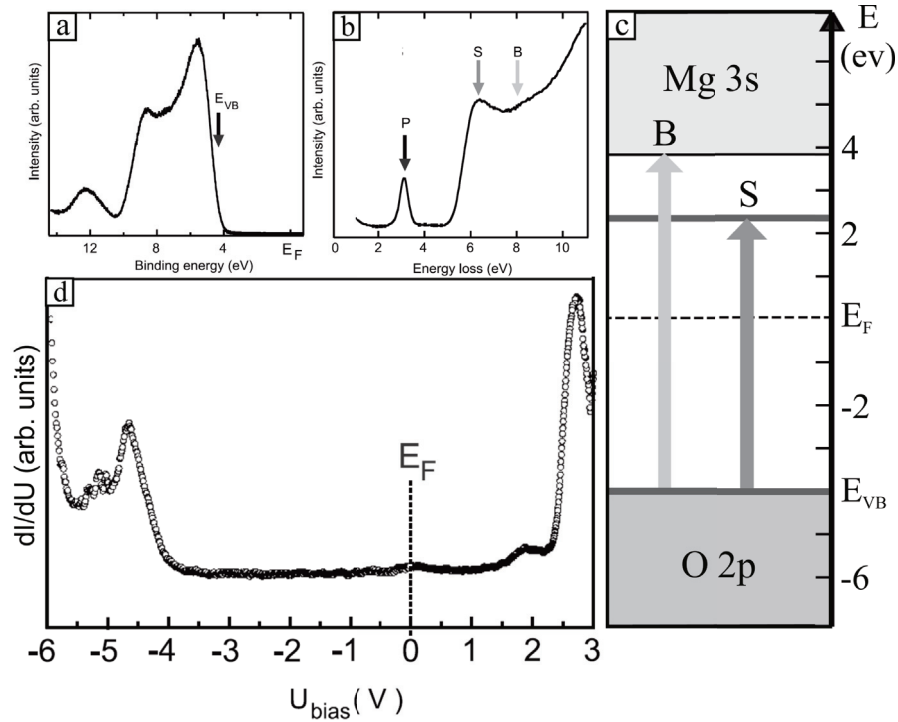 a
Intensity (arb. units)
E_VB
12
8
4
E_F
Binding energy (eV)
b
Intensity (arb. units)
P
S
B
0
2
4
6
8
10
Energy loss (eV)
c
E
(ev)
Mg 3s
B
S
4
2
E_F
-2
E_VB
-6
O 2p
d
dI/dU (arb. units)
E_F
-6
-5
-4
-3
-2
-1
0
1
2
3
U_bias( V )